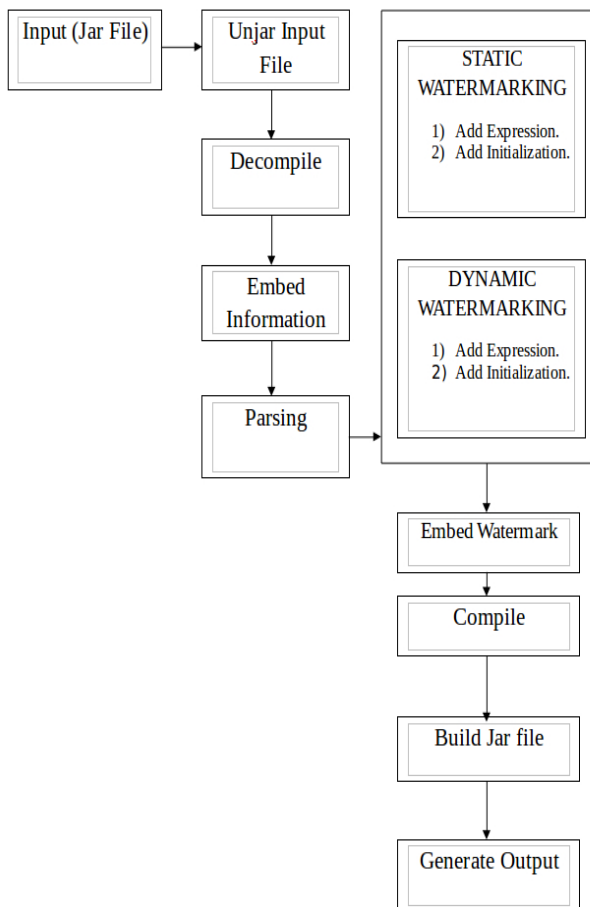 Input (Jar File)
Unjar Input
File
Decompile
Embed
Information
Parsing
STATIC
WATERMARKING
1) Add Expression.
2) Add Initialization.
DYNAMIC
WATERMARKING
1) Add Expression.
2) Add Initialization.
Embed Watermark
Compile
Build Jar file
Generate Output